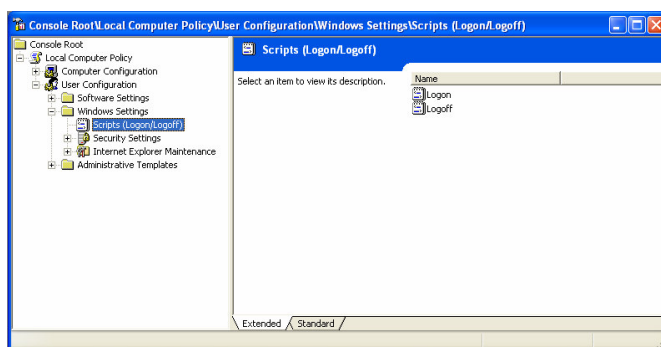 Console Root\Local Computer Policy\User Configuration\Windows Settings\Scripts (Logon/Logoff)
Console Root
Local Computer Policy
Computer Configuration
User Configuration
Software Settings
Windows Settings
Scripts (Logon/Logoff)
Security Settings
Internet Explorer Maintenance
Administrative Templates
Scripts (Logon/Logoff)
Select an item to view its description.
Name
Logon
Logoff
Extended
Standard